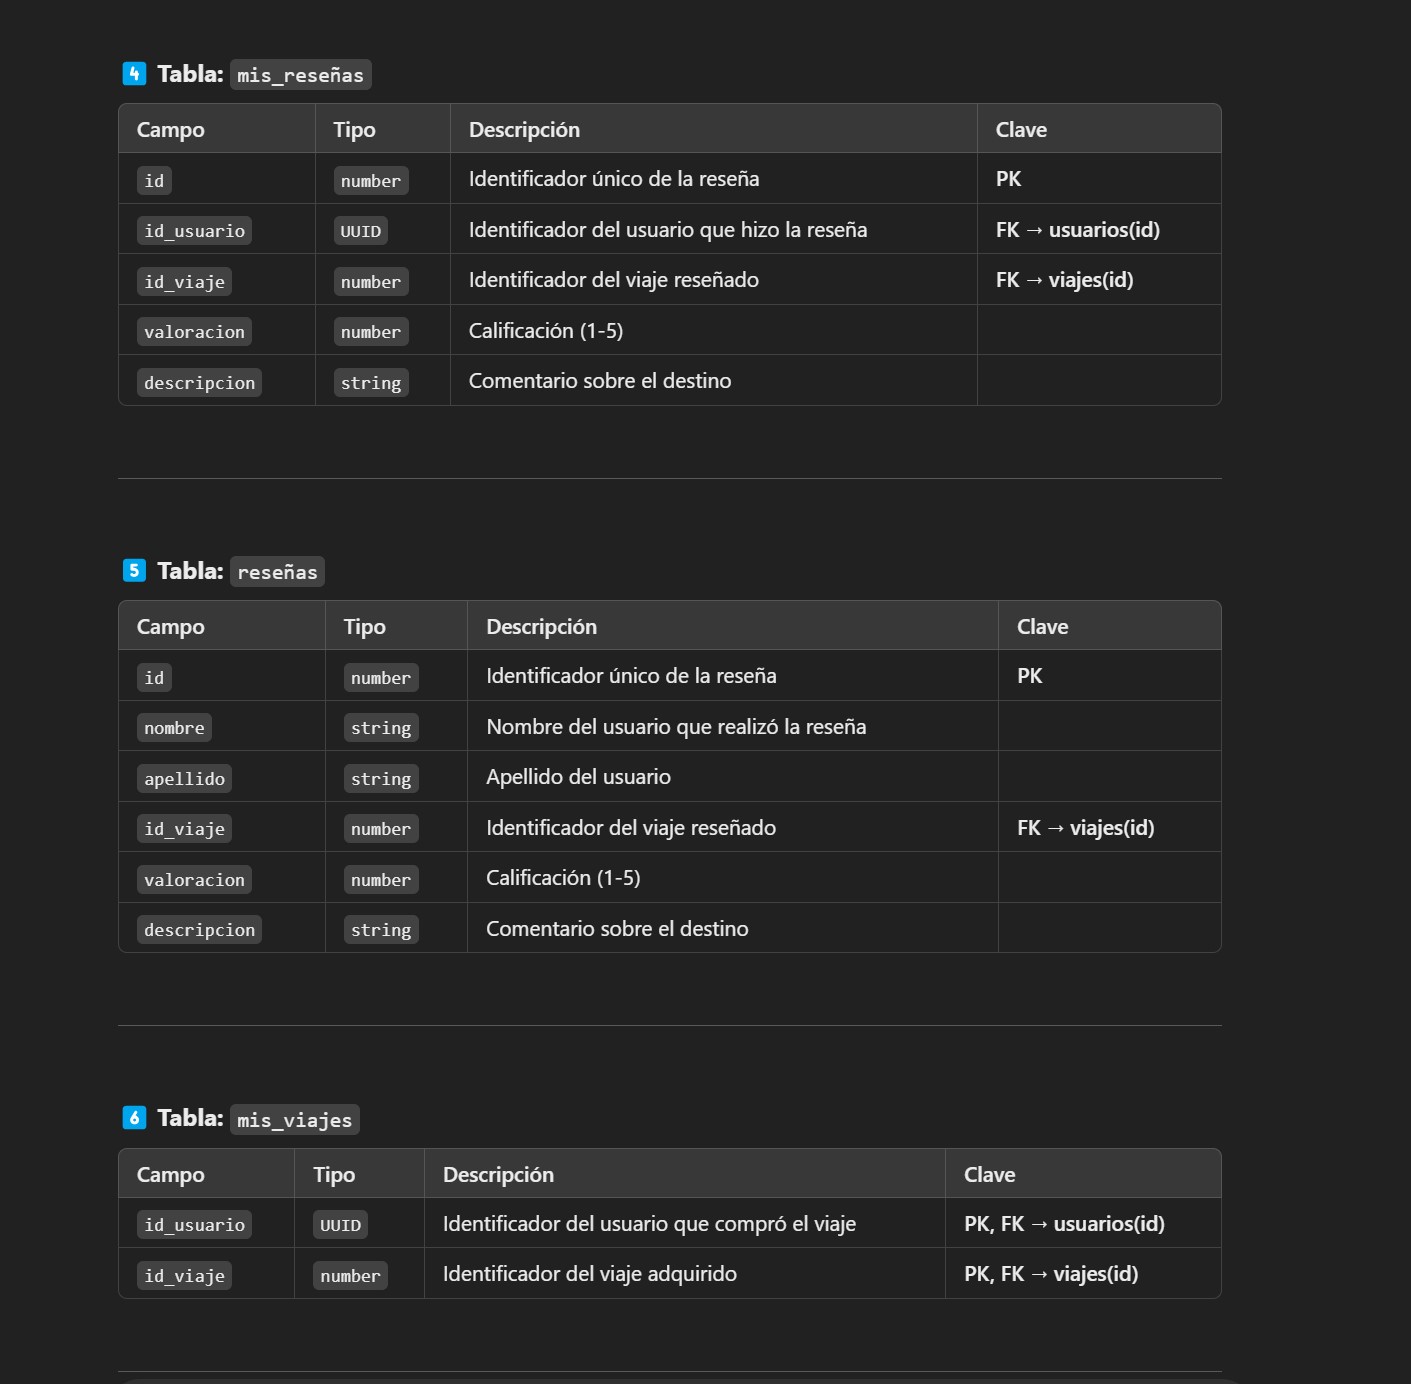 4 Tabla: mis_reseñas
Campo Tipo Descripción Clave
id number Identificador único de la reseña PK
id_usuario UUID Identificador del usuario que hizo la reseña FK → usuarios(id)
id_viaje number Identificador del viaje reseñado FK → viajes(id)
valoracion number Calificación (1-5)
descripcion string Comentario sobre el destino
5 Tabla: reseñas
Campo Tipo Descripción Clave
id number Identificador único de la reseña PK
nombre string Nombre del usuario que realizó la reseña
apellido string Apellido del usuario
id_viaje number Identificador del viaje reseñado FK → viajes(id)
valoracion number Calificación (1-5)
descripcion string Comentario sobre el destino
6 Tabla: mis_viajes
Campo Tipo Descripción Clave
id_usuario UUID Identificador del usuario que compró el viaje PK, FK → usuarios(id)
id_viaje number Identificador del viaje adquirido PK, FK → viajes(id)